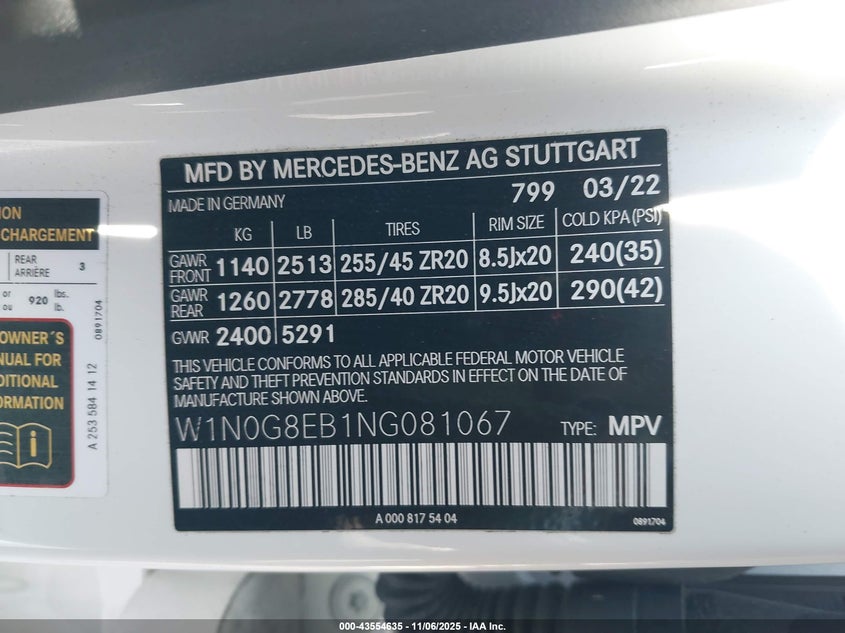 ION
CHARGEMENT
REAR
ARRIÈRE 3
or
ou 920 lbs.
lb.
0891704
OWNER´S
NUAL FOR
DITIONAL
FORMATION
A 253 584 14 12
MFD BY MERCEDES-BENZ AG STUTTGART
MADE IN GERMANY 799 03/22
KG LB TIRES RIM SIZE COLD KPA (PSI)
GAWR FRONT 1140 2513 255/45 ZR20 8.5Jx20 240(35)
GAWR REAR 1260 2778 285/40 ZR20 9.5Jx20 290(42)
GVWR 2400 5291
THIS VEHICLE CONFORMS TO ALL APPLICABLE FEDERAL MOTOR VEHICLE
SAFETY AND THEFT PREVENTION STANDARDS IN EFFECT ON THE DATE OF
MANUFACTURE SHOWN ABOVE.
W1N0G8EB1NG081067 TYPE: MPV
A 000 817 54 04
0891704
000-43554635 - 11/06/2025 - IAA Inc.